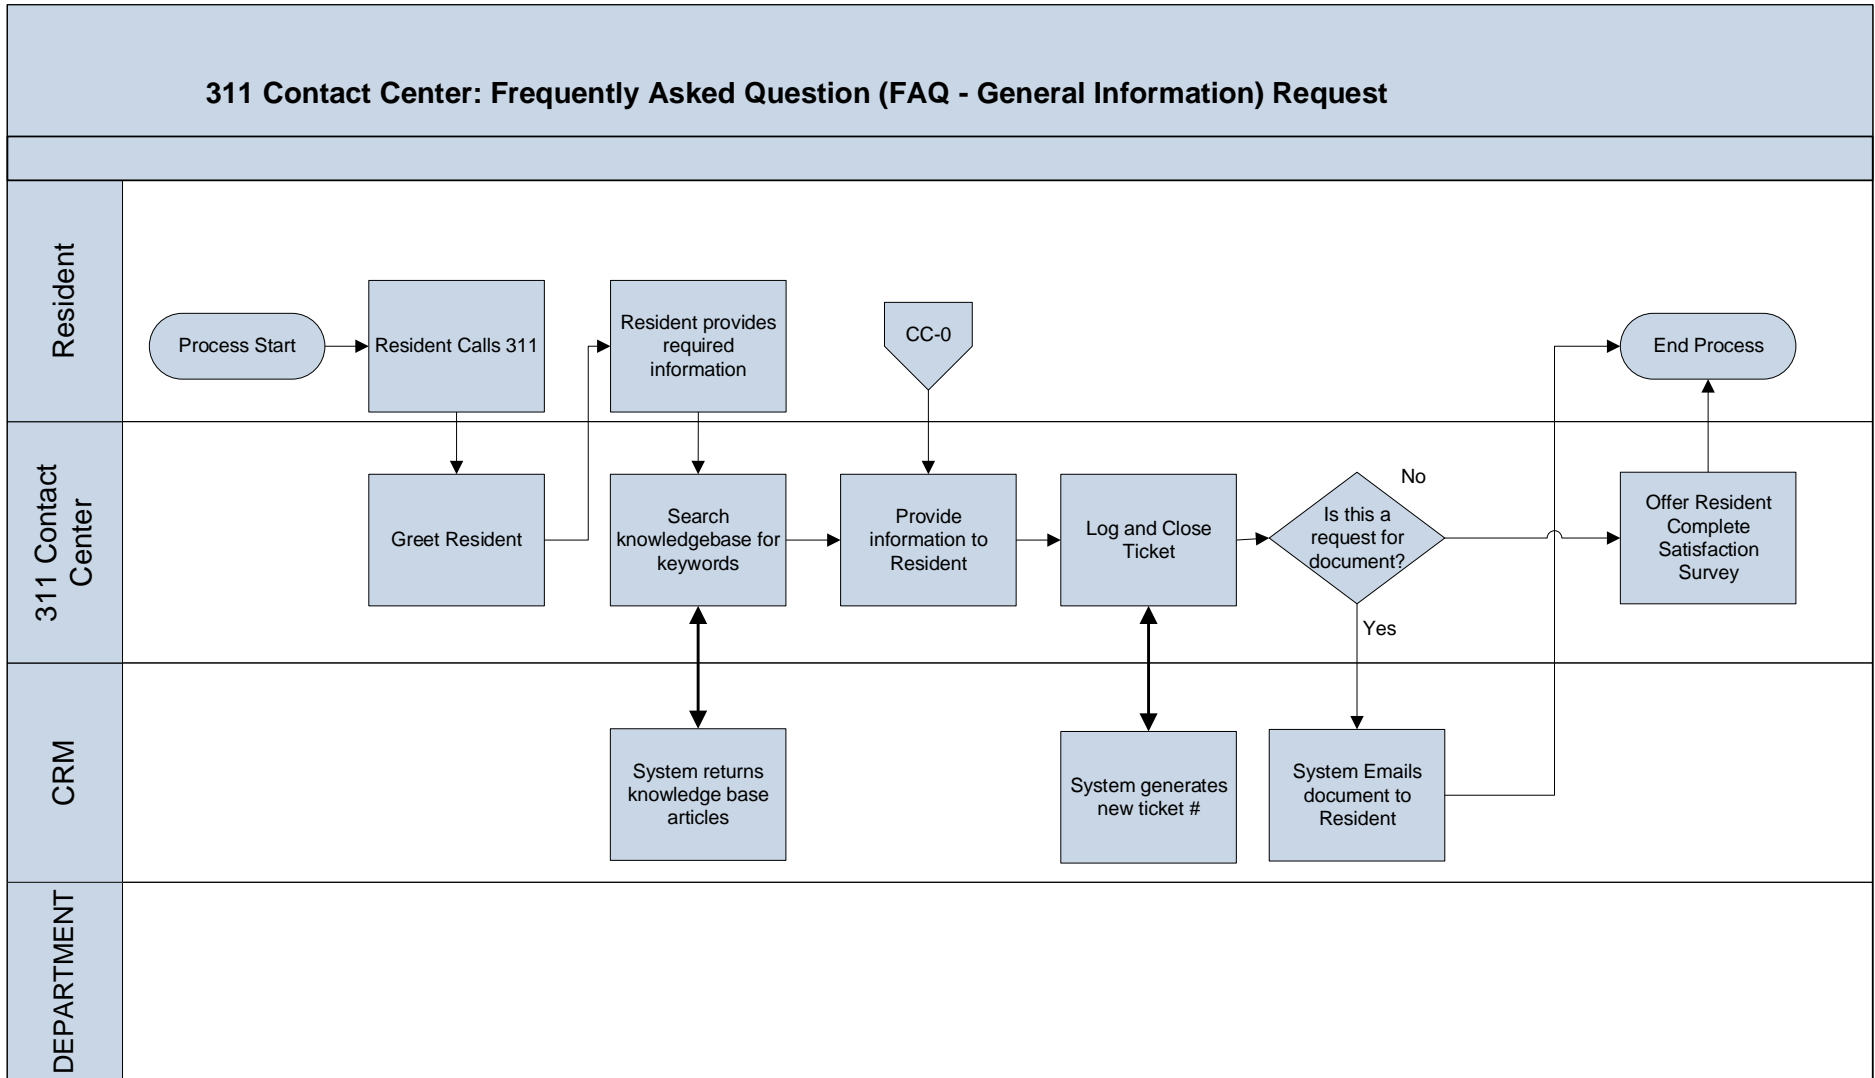 311 Contact Center: Frequently Asked Question (FAQ - General Information) Request
Resident
Process Start
Resident Calls 311
Resident provides
required
information
CC-0
End Process
311 Contact
Center
Greet Resident
Search
knowledgebase for
keywords
Provide
information to
Resident
Log and Close
Ticket
Is this a
request for
document?
No
Yes
Offer Resident
Complete
Satisfaction
Survey
CRM
System returns
knowledge base
articles
System generates
new ticket #
System Emails
document to
Resident
DEPARTMENT